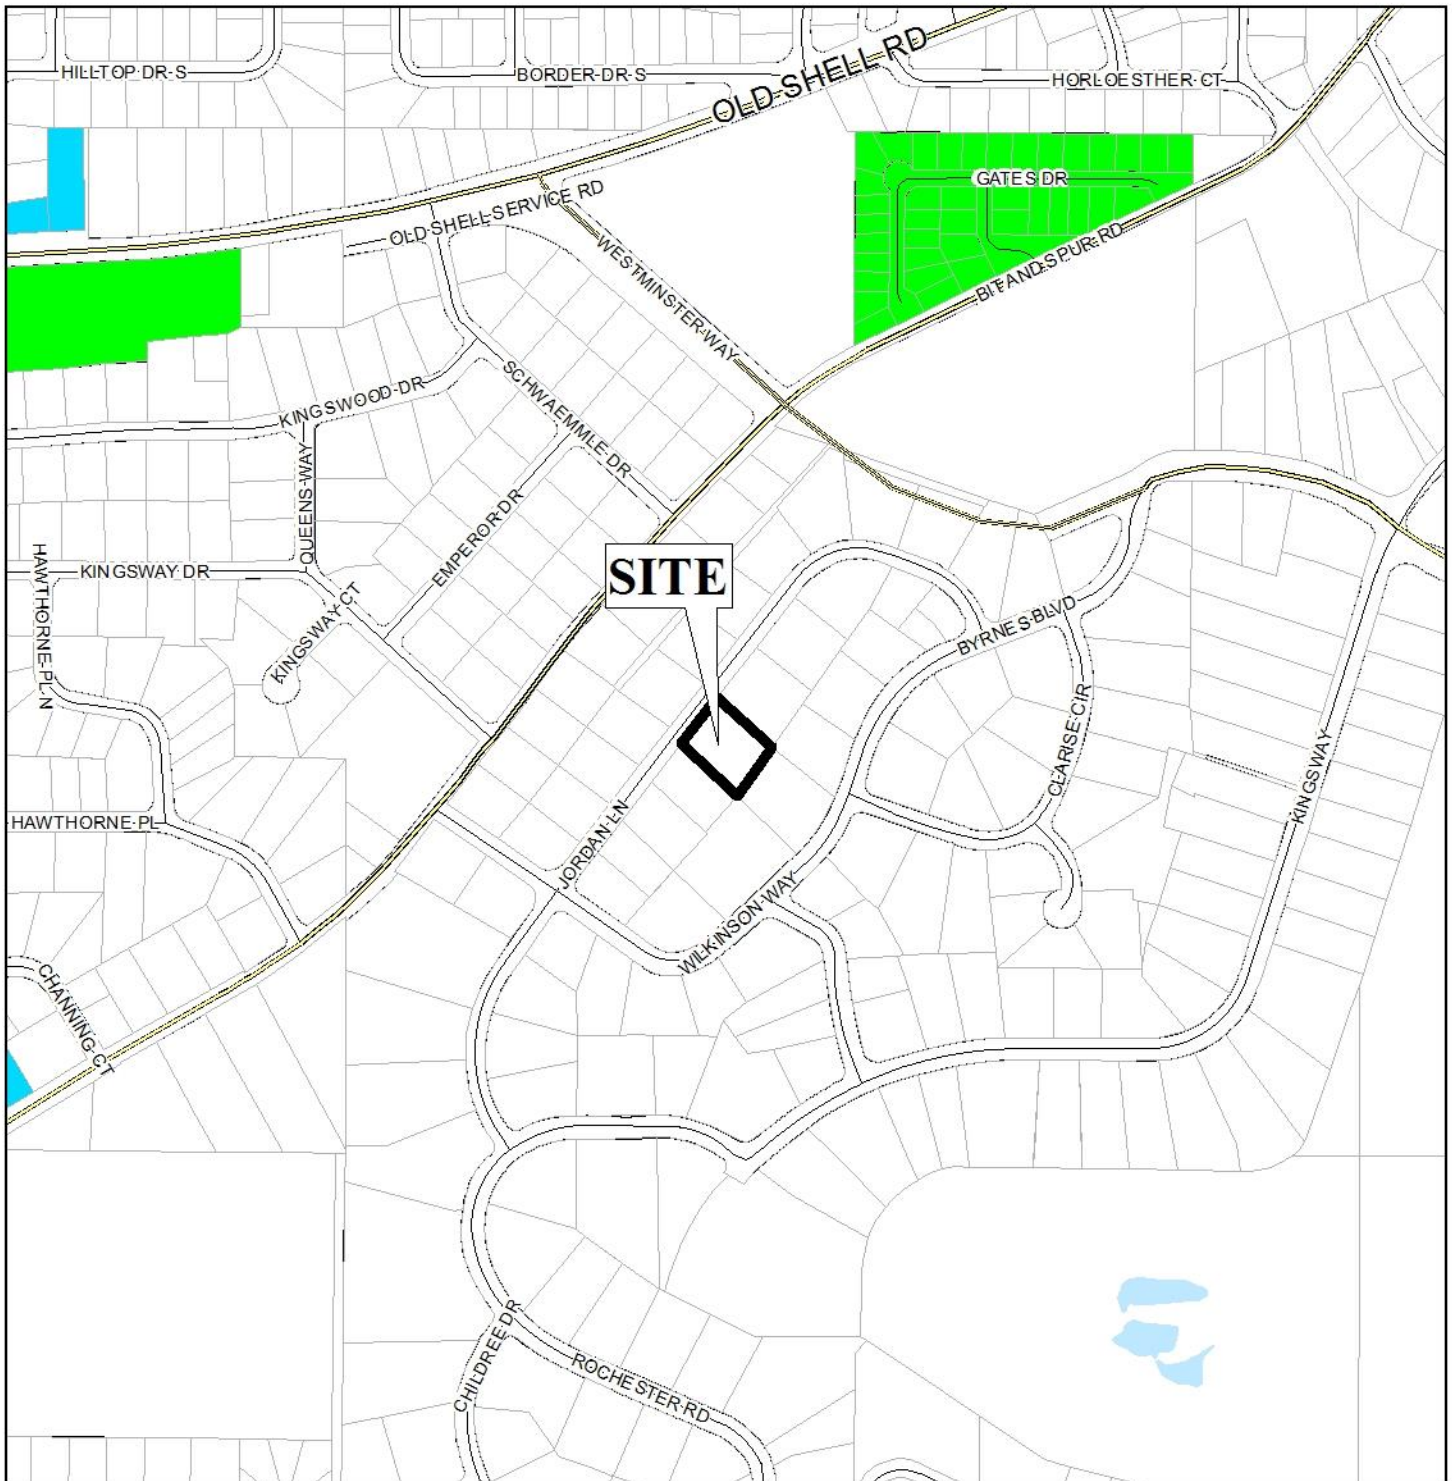 HILLTOP DR S
BORDER DR S
OLD SHELL RD
HORLOESTHER CT
GATES DR
OLD SHELL SERVICE RD
WESTMINSTER WAY
BIT AND SPUR RD
SCHWAEMMLE DR
KINGSWOOD DR
QUEENS WAY
EMPEROR DR
HAWTHORNE PL N
KINGSWAY DR
KINGSWAY CT
SITE
BYRNES BLVD
CLARISE CIR
KINGSWAY
HAWTHORNE PL
JORDAN LN
WILKINSON WAY
CHANNING CT
CHILDREE DR
ROCHESTER RD